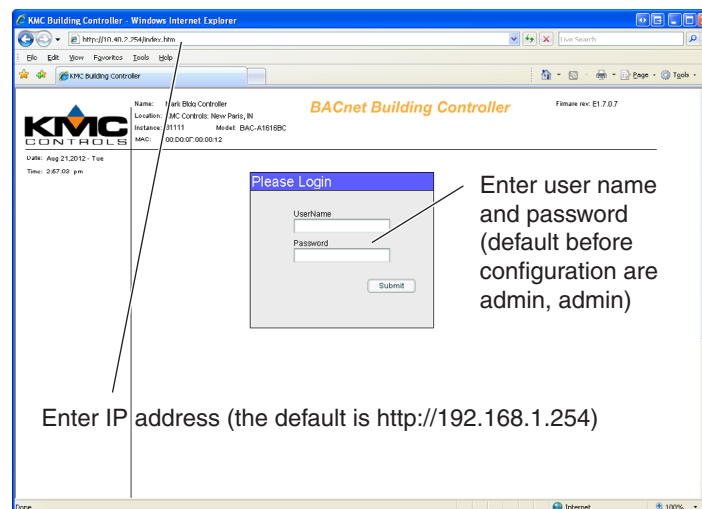 KMC Building Controller - Windows Internet Explorer
http://10.40.2.254/index.htm
Live Search
File Edit View Favorites Tools Help
KMC Building Controller
Page Tools
KMC
CONTROLS
Name: Mark Bldg Controller
Location: KMC Controls: New Paris, IN
Instance: 31111 Model: BAC-A1616BC
MAC: 00:D0:0F:00:00:12
BACnet Building Controller
Firmare rev: E1.7.0.7
Date: Aug 21,2012 - Tue
Time: 2:57:03 pm
Please Login
UserName
Password
Submit
Enter user name
and password
(default before
configuration are
admin, admin)
Enter IP address (the default is http://192.168.1.254)
Done
Internet
100%